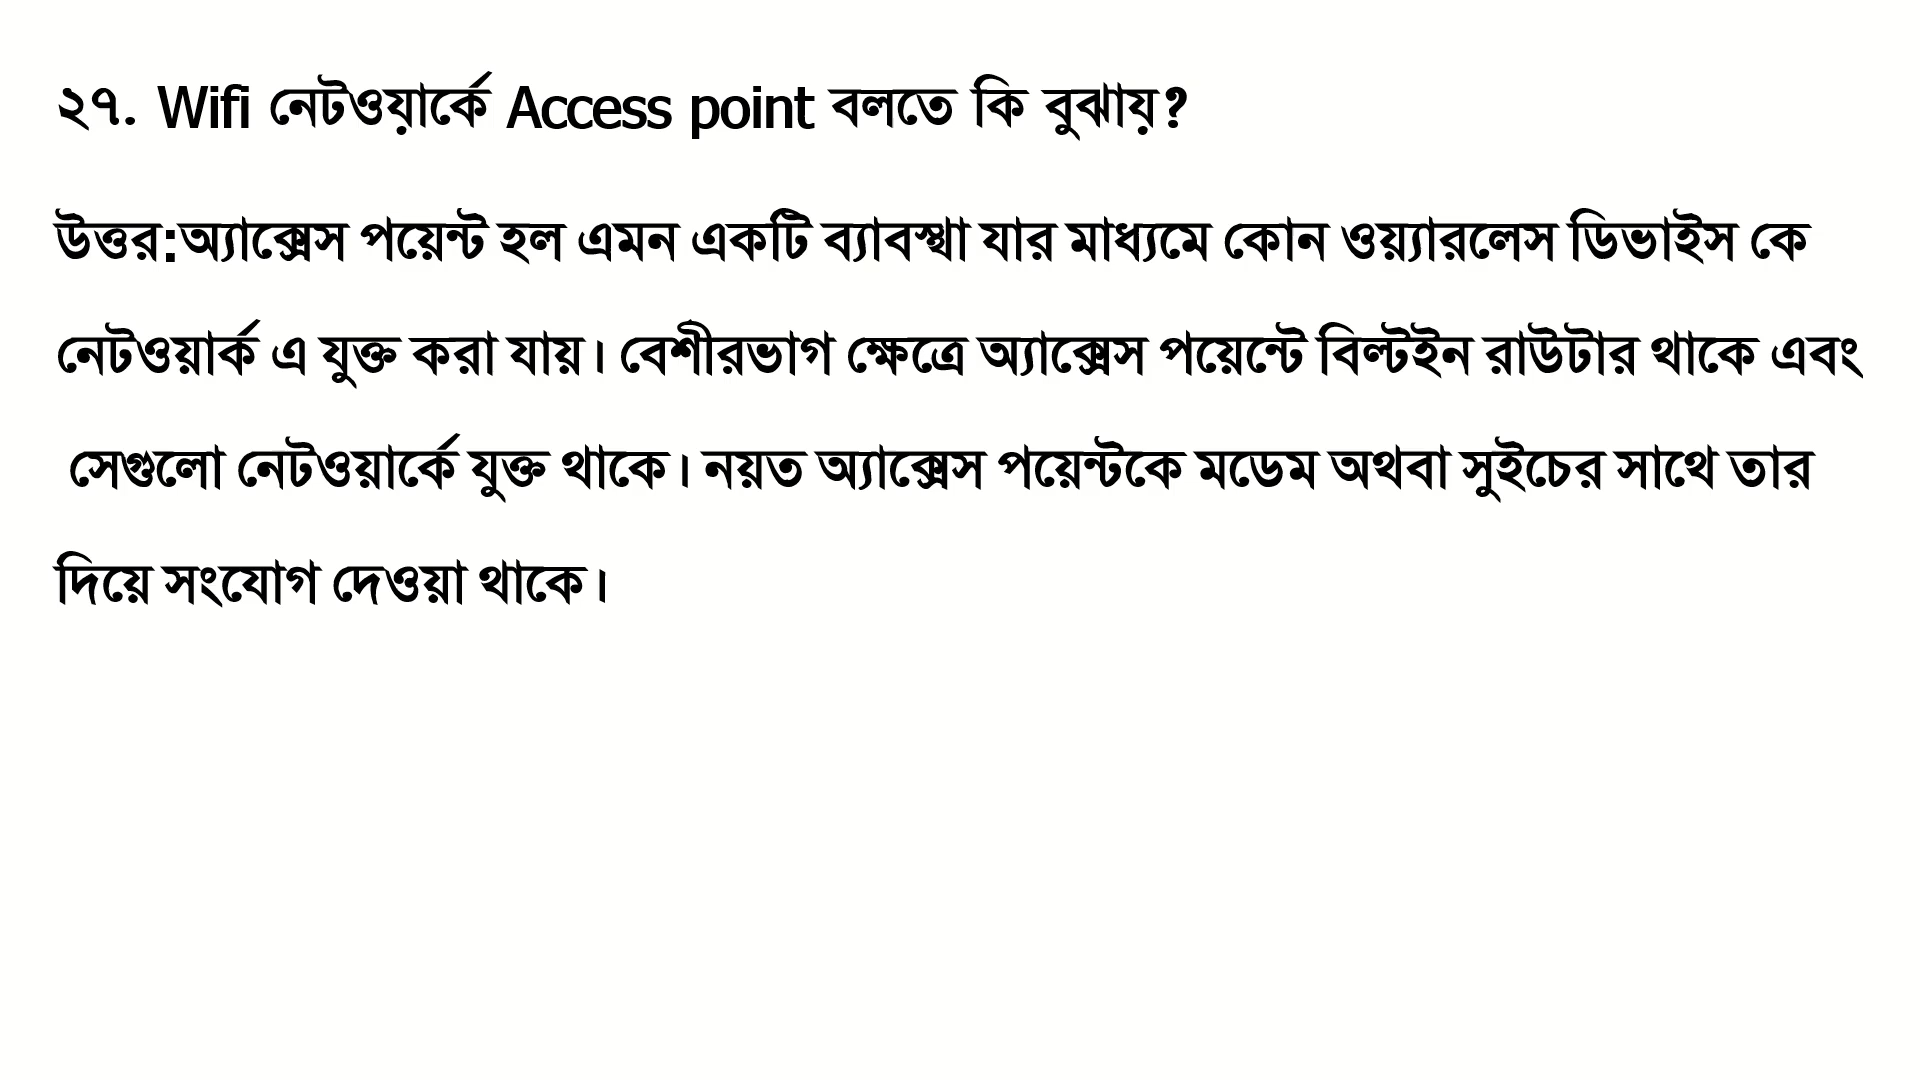 ২৭. Wifi নেটওয়ার্কে Access point বলতে কি বুঝায়?
উত্তর:অ্যাক্সেস পয়েন্ট হল এমন একটি ব্যাবস্থা যার মাধ্যমে কোন ওয়্যারলেস ডিভাইস কে
নেটওয়ার্ক এ যুক্ত করা যায়। বেশীরভাগ ক্ষেত্রে অ্যাক্সেস পয়েন্টে বিল্টইন রাউটার থাকে এবং
সেগুলো নেটওয়ার্কে যুক্ত থাকে। নয়ত অ্যাক্সেস পয়েন্টকে মডেম অথবা সুইচের সাথে তার
দিয়ে সংযোগ দেওয়া থাকে।